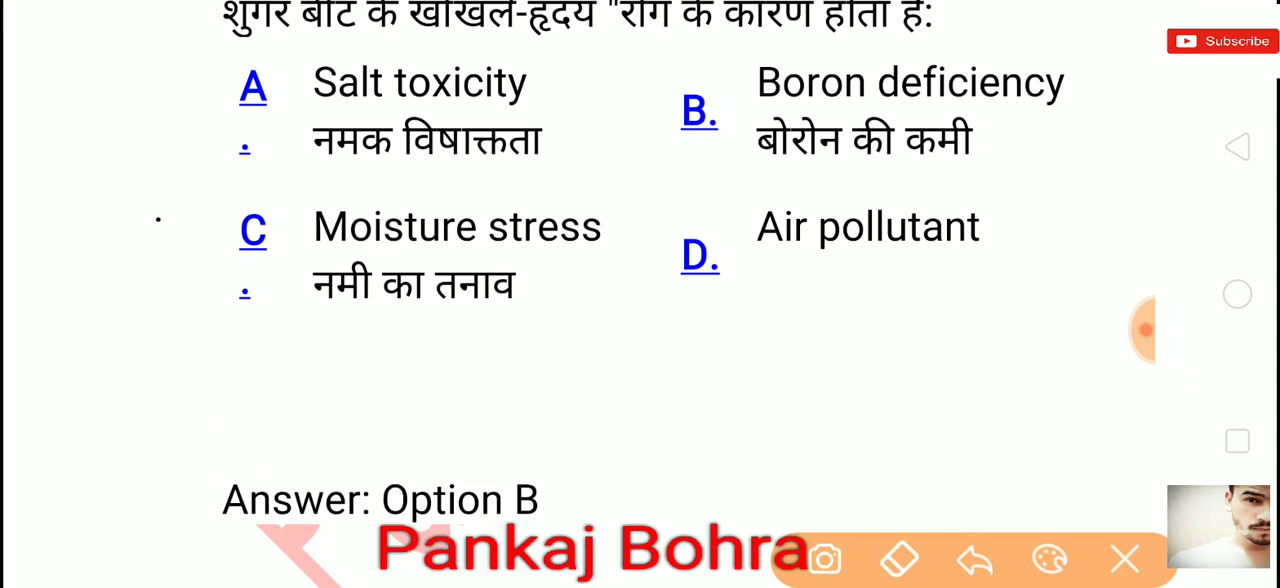 शुगर बीट के खोखले-हृदय "रोग के कारण होता है:
Subscribe
A. Salt toxicity
नमक विषाक्तता
B. Boron deficiency
बोरोन की कमी
C. Moisture stress
नमी का तनाव
D. Air pollutant
Answer: Option B
Pankaj Bohra